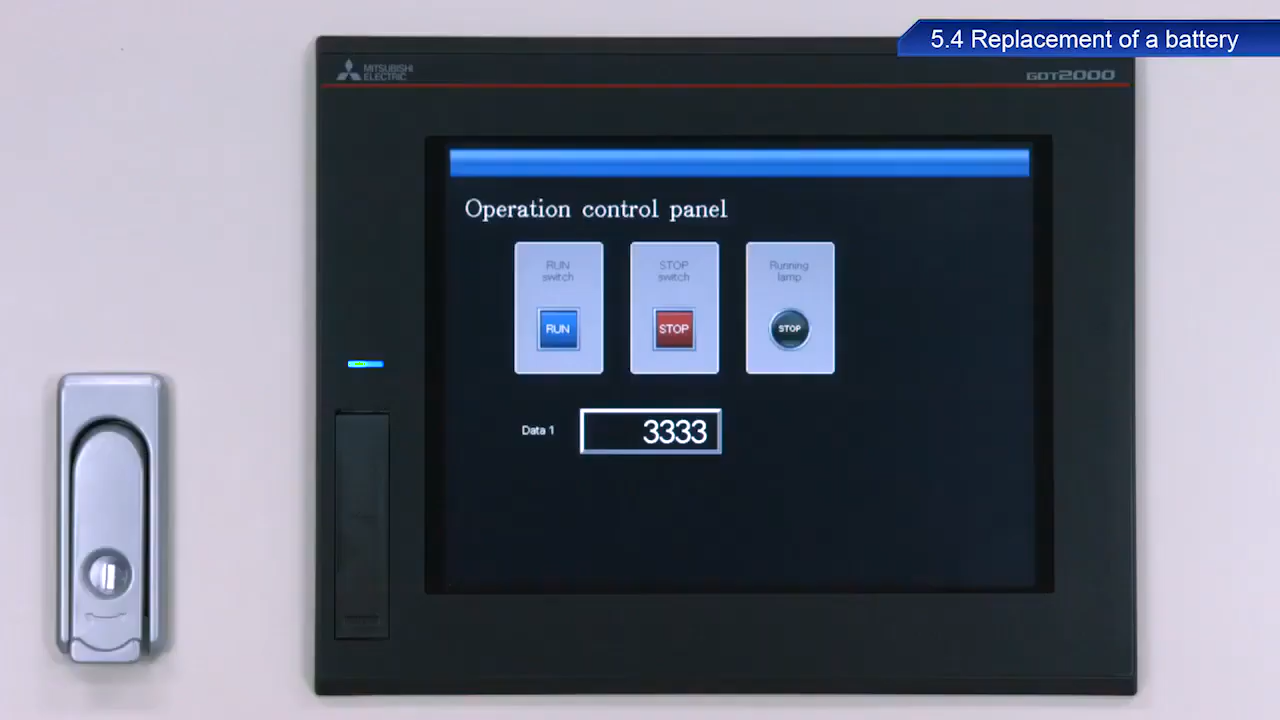 5.4 Replacement of a battery
MITSUBISHI
ELECTRIC
GOT2000
Operation control panel
RUN
switch
STOP
switch
Running
lamp
RUN
STOP
STOP
Data 1
3333